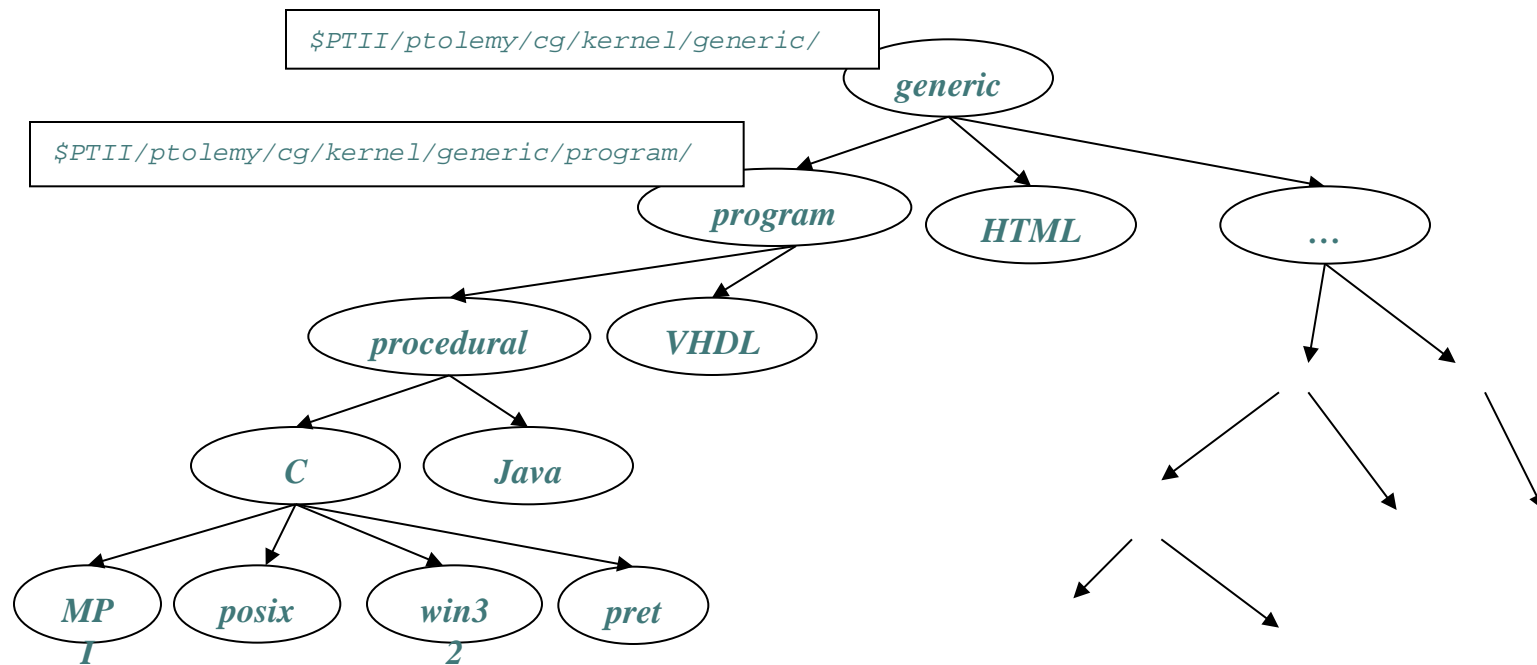 $PTII/ptolemy/cg/kernel/generic/
generic
$PTII/ptolemy/cg/kernel/generic/program/
program
HTML
...
procedural
VHDL
C
Java
MP
I
posix
win3
2
pret